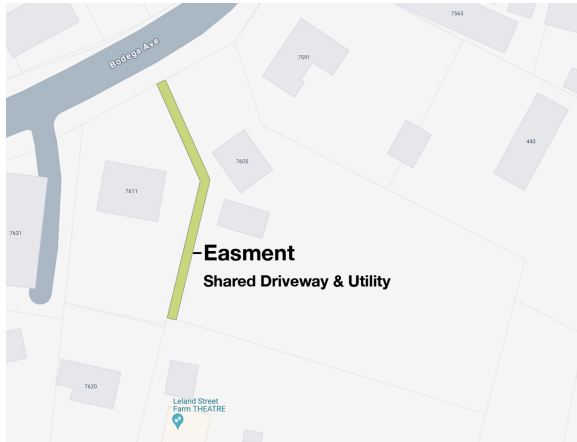 7565
Bodega Ave
7591
440
7605
7611
7631
Easment
Shared Driveway & Utility
7620
Leland Street
Farm THEATRE